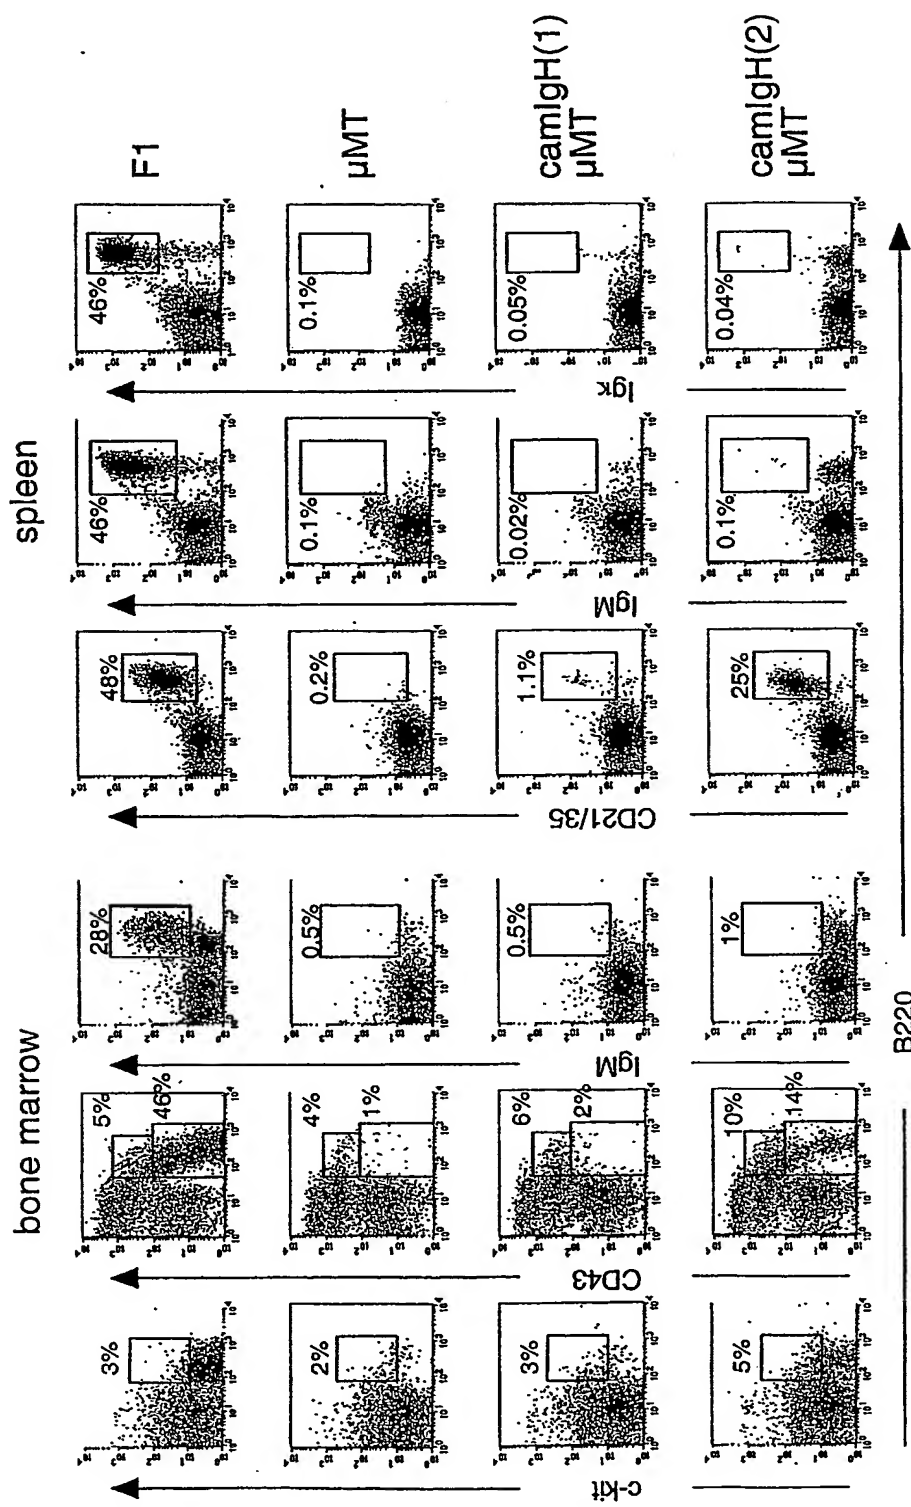 bone marrow
spleen
3%
5%
46%
28%
48%
46%
46%
F1
2%
4%
1%
0.5%
0.2%
0.1%
0.1%
µMT
3%
6%
2%
0.5%
1.1%
0.02%
0.05%
camIgH(1)
µMT
5%
10%
14%
1%
25%
0.1%
0.04%
camIgH(2)
µMT
c-kit
CD43
IgM
CD21/35
IgM
Igκ
B220